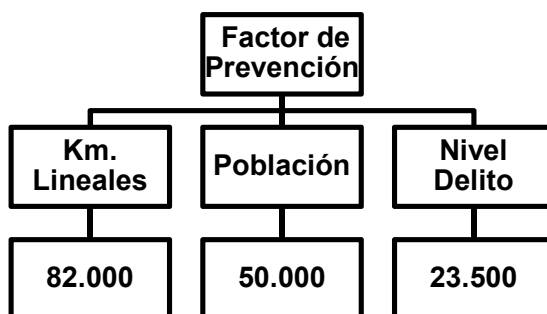 Factor de
Prevención
Km.
Lineales
Población
Nivel
Delito
82.000
50.000
23.500